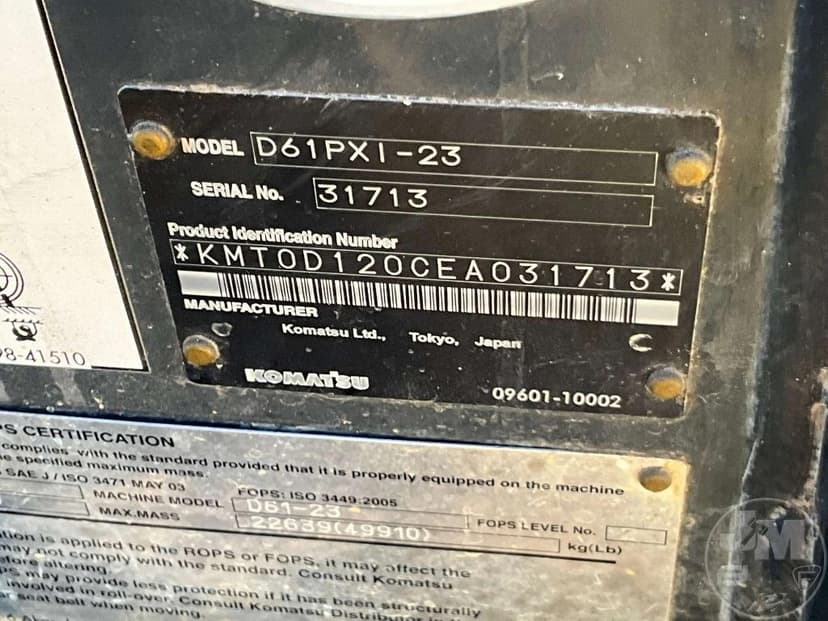 MODEL D61PXI-23
SERIAL No. 31713
Product Identification Number
*KMT0D120CEA031713*
MANUFACTURER
Komatsu Ltd., Tokyo, Japan
KOMATSU
09601-10002
98-41510
PS CERTIFICATION
complies with the standard provided that it is properly equipped on the machine
specified maximum mass.
SAE J / ISO 3471 MAY 03 FOPS: ISO 3449:2005
MACHINE MODEL D61-23 FOPS LEVEL No.
MAX.MASS 22639(49910) kg(Lb)
tion is applied to the ROPS or FOPS, it may affect the
may not comply with the standard. Consult Komatsu
before altering.
may provide less protection if it has been structurally
involved in roll-over. Consult Komatsu Distributor in
seat belt when moving.
JM